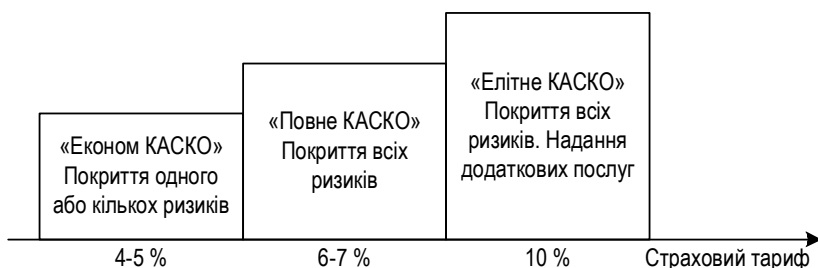 «Економ КАСКО»
Покриття одного
або кількох ризиків
«Повне КАСКО»
Покриття всіх
ризиків
«Елітне КАСКО»
Покриття всіх
ризиків. Надання
додаткових послуг
4-5 %
6-7 %
10 %
Страховий тариф